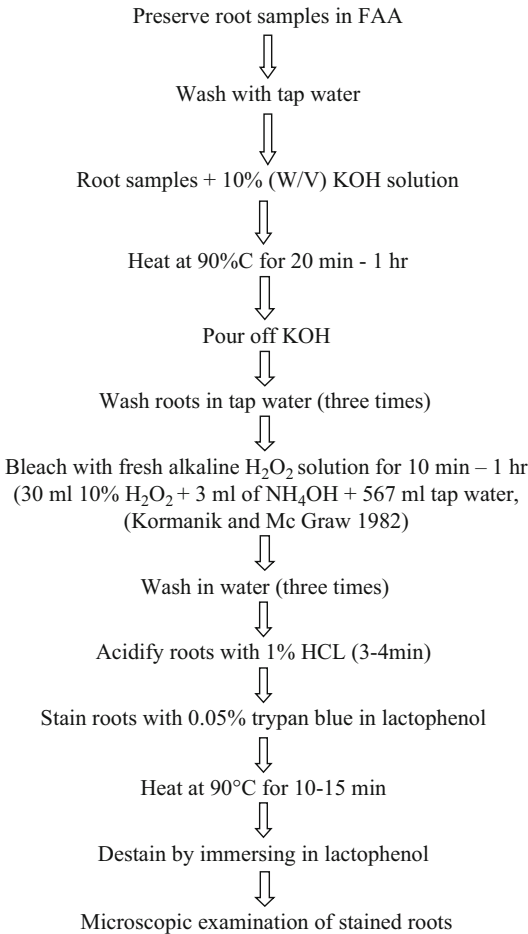 Preserve root samples in FAA
Wash with tap water
Root samples + 10% (W/V) KOH solution
Heat at 90%C for 20 min - 1 hr
Pour off KOH
Wash roots in tap water (three times)
Bleach with fresh alkaline H₂O₂ solution for 10 min – 1 hr
(30 ml 10% H₂O₂ + 3 ml of NH₄OH + 567 ml tap water,
(Kormanik and Mc Graw 1982)
Wash in water (three times)
Acidify roots with 1% HCL (3-4min)
Stain roots with 0.05% trypan blue in lactophenol
Heat at 90°C for 10-15 min
Destain by immersing in lactophenol
Microscopic examination of stained roots